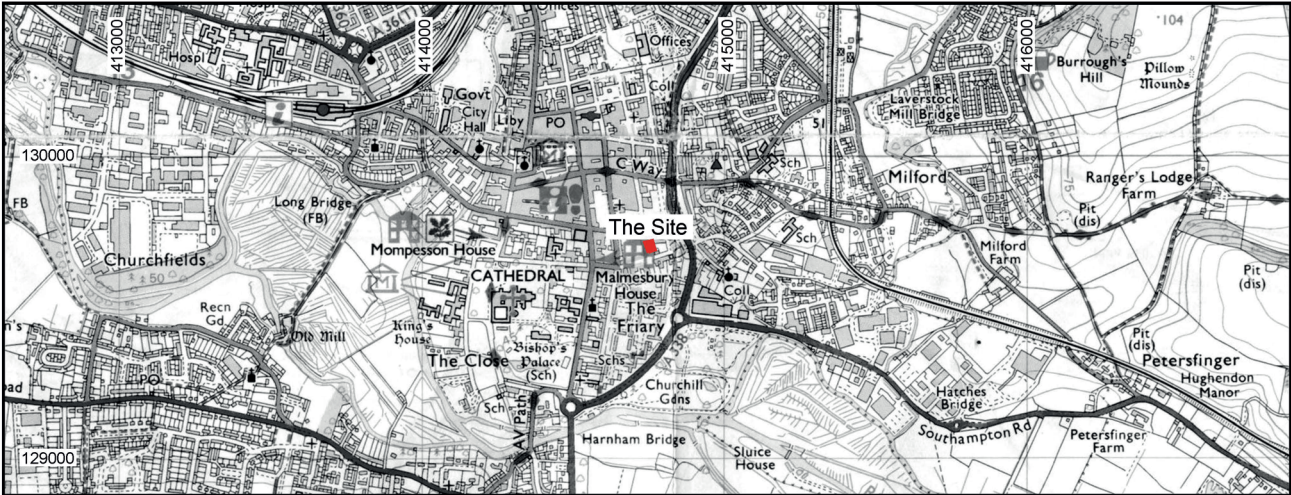 413000
414000
415000
416000
Offices
A 36(T)
Hospl
Offices
Coll
104
Burrough's
Hill
Pillow
Mounds
Govt
City
Hall
Liby
PO
Laverstock
Mill Bridge
51
130000
C Way
Sch
Milford
Ranger's Lodge
Farm
FB
Long Bridge
(FB)
75
Pit
(dis)
The Site
Sch
Mompesson House
Milford
Farm
Churchfields
50
CATHEDRAL
Malmesbury
House
The
Friary
Coll
Pit
(dis)
Recn
Gd
Old Mill
King's
House
The Close
Bishop's
Palace
(Sch)
Schs
Pit
(dis)
Petersfinger
Hughendon
Manor
PO
Sch
AV Path
Churchill
Gdns
Hatches
Bridge
Harnham Bridge
Southampton Rd
Petersfinger
Farm
129000
Sluice
House